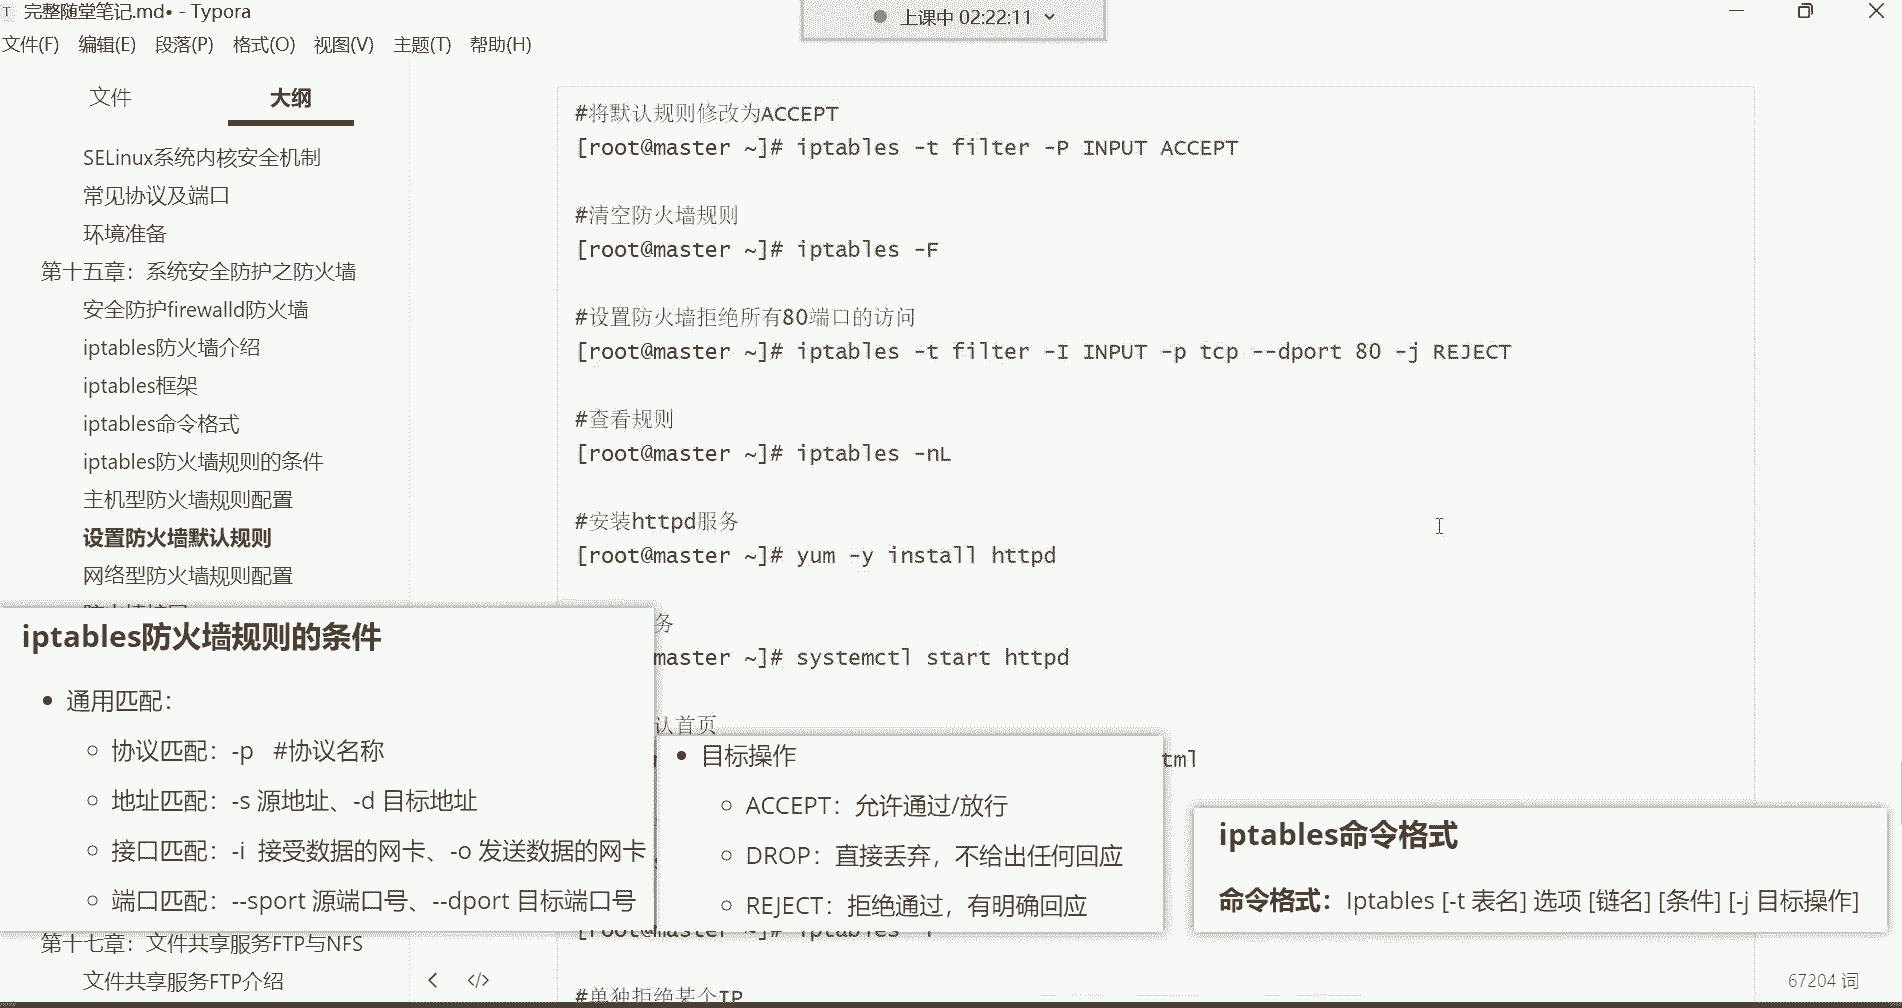 完整随堂笔记.md• - Typora
上课中 02:22:11
文件(F) 编辑(E) 段落(P) 格式(O) 视图(V) 主题(T) 帮助(H)
文件 大纲
SELinux系统内核安全机制
常见协议及端口
环境准备
第十五章：系统安全防护之防火墙
安全防护firewalld防火墙
iptables防火墙介绍
iptables框架
iptables命令格式
iptables防火墙规则的条件
主机型防火墙规则配置
设置防火墙默认规则
网络型防火墙规则配置
#将默认规则修改为ACCEPT
[root@master ~]# iptables -t filter -P INPUT ACCEPT
#清空防火墙规则
[root@master ~]# iptables -F
#设置防火墙拒绝所有80端口的访问
[root@master ~]# iptables -t filter -I INPUT -p tcp --dport 80 -j REJECT
#查看规则
[root@master ~]# iptables -nL
#安装httpd服务
[root@master ~]# yum -y install httpd
务
master ~]# systemctl start httpd
认首页
tml
iptables防火墙规则的条件
• 通用匹配：
◦ 协议匹配：-p #协议名称
◦ 地址匹配：-s 源地址、-d 目标地址
◦ 接口匹配：-i 接受数据的网卡、-o 发送数据的网卡
◦ 端口匹配：--sport 源端口号、--dport 目标端口号
• 目标操作
◦ ACCEPT：允许通过/放行
◦ DROP：直接丢弃，不给出任何回应
◦ REJECT：拒绝通过，有明确回应
iptables命令格式
命令格式：Iptables [-t 表名] 选项 [链名] [条件] [-j 目标操作]
第十七章：文件共享服务FTP与NFS
文件共享服务FTP介绍
#单独拒绝某个IP
67204 词